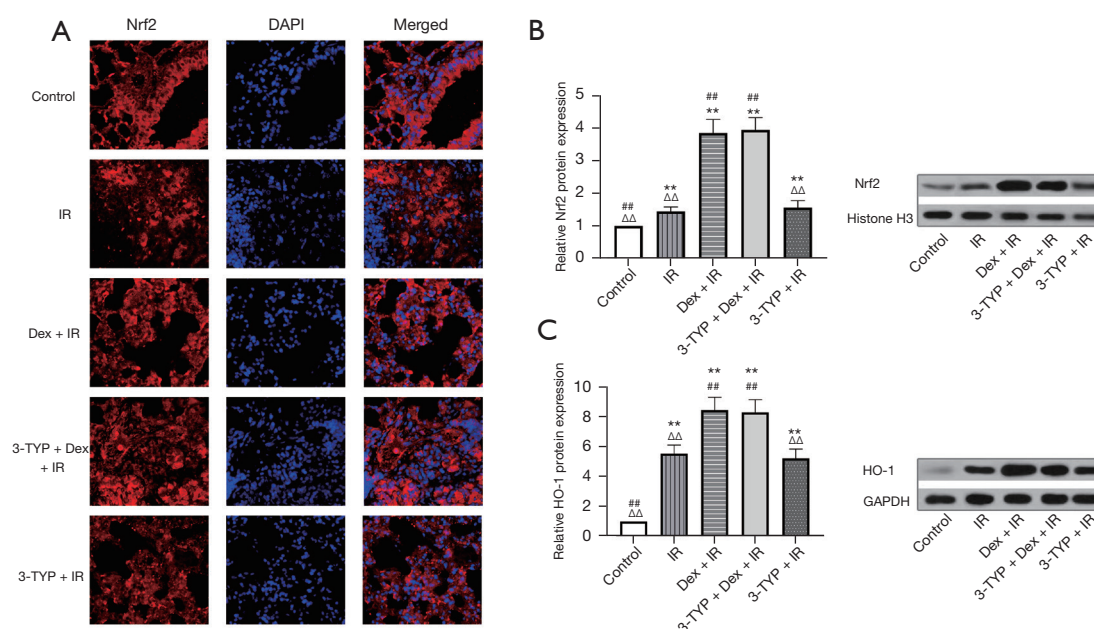 A
Nrf2 DAPI Merged
Control
IR
Dex + IR
3-TYP + Dex
+ IR
3-TYP + IR
B
Relative Nrf2 protein expression
5
4
3
2
1
0
##
ΔΔ
**
ΔΔ
##
**
##
**
**
ΔΔ
Control
IR
Dex + IR
3-TYP + Dex + IR
3-TYP + IR
Nrf2
Histone H3
Control
IR
Dex + IR
3-TYP + Dex + IR
3-TYP + IR
C
Relative HO-1 protein expression
10
8
6
4
2
0
##
ΔΔ
**
ΔΔ
**
##
**
##
**
ΔΔ
Control
IR
Dex + IR
3-TYP + Dex + IR
3-TYP + IR
HO-1
GAPDH
Control
IR
Dex + IR
3-TYP + Dex + IR
3-TYP + IR